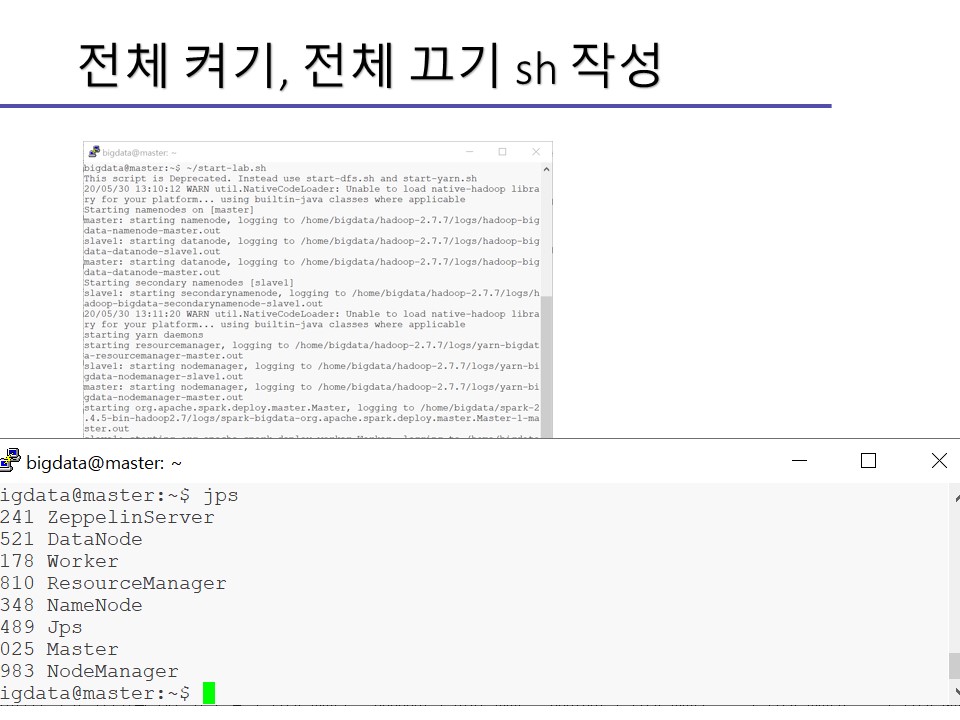 전체 켜기, 전체 끄기 sh 작성
bigdata@master: ~
bigdata@master:~$ ~/start-lab.sh
This script is Deprecated. Instead use start-dfs.sh and start-yarn.sh
20/05/30 13:10:12 WARN util.NativeCodeLoader: Unable to load native-hadoop libra
ry for your platform... using builtin-java classes where applicable
Starting namenodes on [master]
master: starting namenode, logging to /home/bigdata/hadoop-2.7.7/logs/hadoop-big
data-namenode-master.out
slave1: starting datanode, logging to /home/bigdata/hadoop-2.7.7/logs/hadoop-big
data-datanode-slave1.out
master: starting datanode, logging to /home/bigdata/hadoop-2.7.7/logs/hadoop-big
data-datanode-master.out
Starting secondary namenodes [slave1]
slave1: starting secondarynamenode, logging to /home/bigdata/hadoop-2.7.7/logs/h
adoop-bigdata-secondarynamenode-slave1.out
20/05/30 13:11:20 WARN util.NativeCodeLoader: Unable to load native-hadoop libra
ry for your platform... using builtin-java classes where applicable
starting yarn daemons
starting resourcemanager, logging to /home/bigdata/hadoop-2.7.7/logs/yarn-bigdat
a-resourcemanager-master.out
slave1: starting nodemanager, logging to /home/bigdata/hadoop-2.7.7/logs/yarn-bi
gdata-nodemanager-slave1.out
master: starting nodemanager, logging to /home/bigdata/hadoop-2.7.7/logs/yarn-bi
gdata-nodemanager-master.out
starting org.apache.spark.deploy.master.Master, logging to /home/bigdata/spark-2
.4.5-bin-hadoop2.7/logs/spark-bigdata-org.apache.spark.deploy.master.Master-1-ma
ster.out
bigdata@master: ~
igdata@master:~$ jps
241 ZeppelinServer
521 DataNode
178 Worker
810 ResourceManager
348 NameNode
489 Jps
025 Master
983 NodeManager
igdata@master:~$